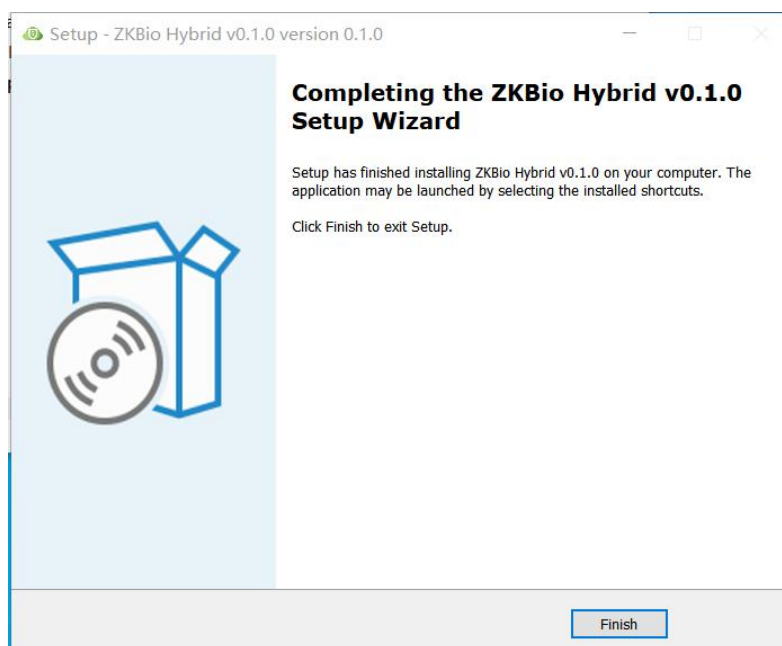 Setup - ZKBio Hybrid v0.1.0 version 0.1.0
Completing the ZKBio Hybrid v0.1.0
Setup Wizard
Setup has finished installing ZKBio Hybrid v0.1.0 on your computer. The
application may be launched by selecting the installed shortcuts.
Click Finish to exit Setup.
Finish